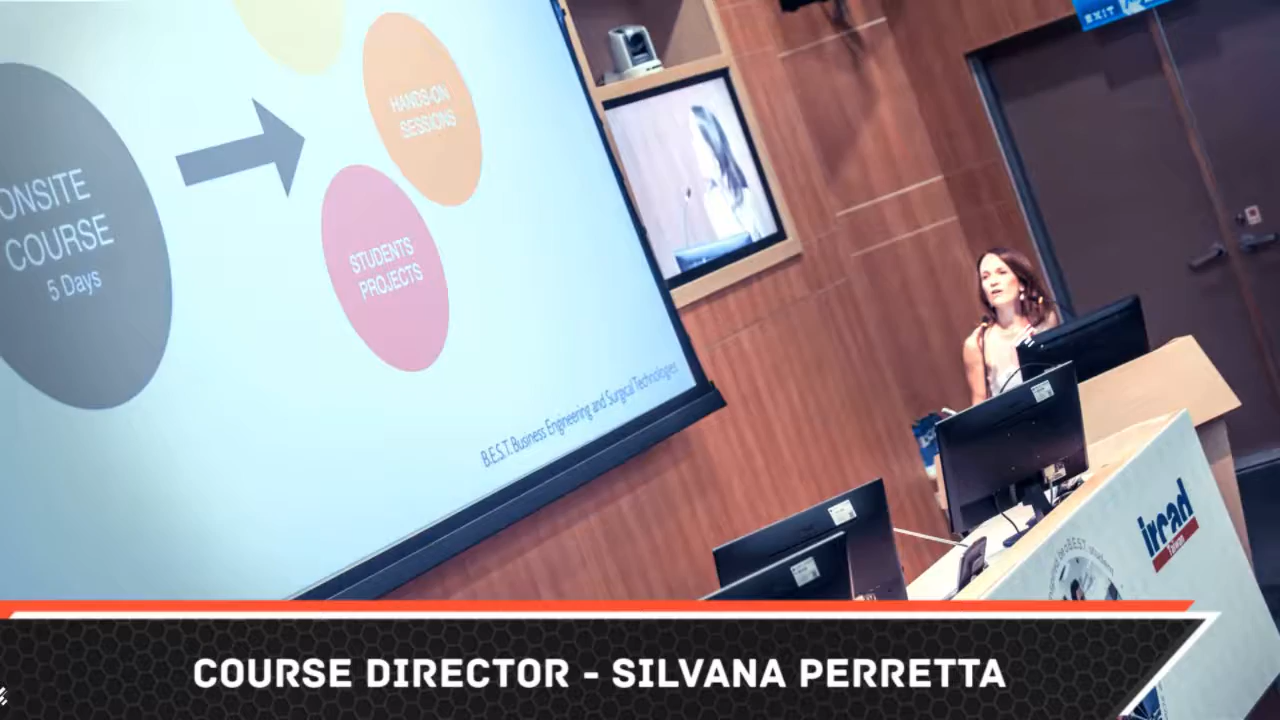 EXIT
HANDS-ON
SESSIONS
ONSITE
COURSE
5 Days
STUDENTS
PROJECTS
B.E.S.T. Business Engineering and Surgical Technologies
ircad
Taiwan
COURSE DIRECTOR - SILVANA PERRETTA